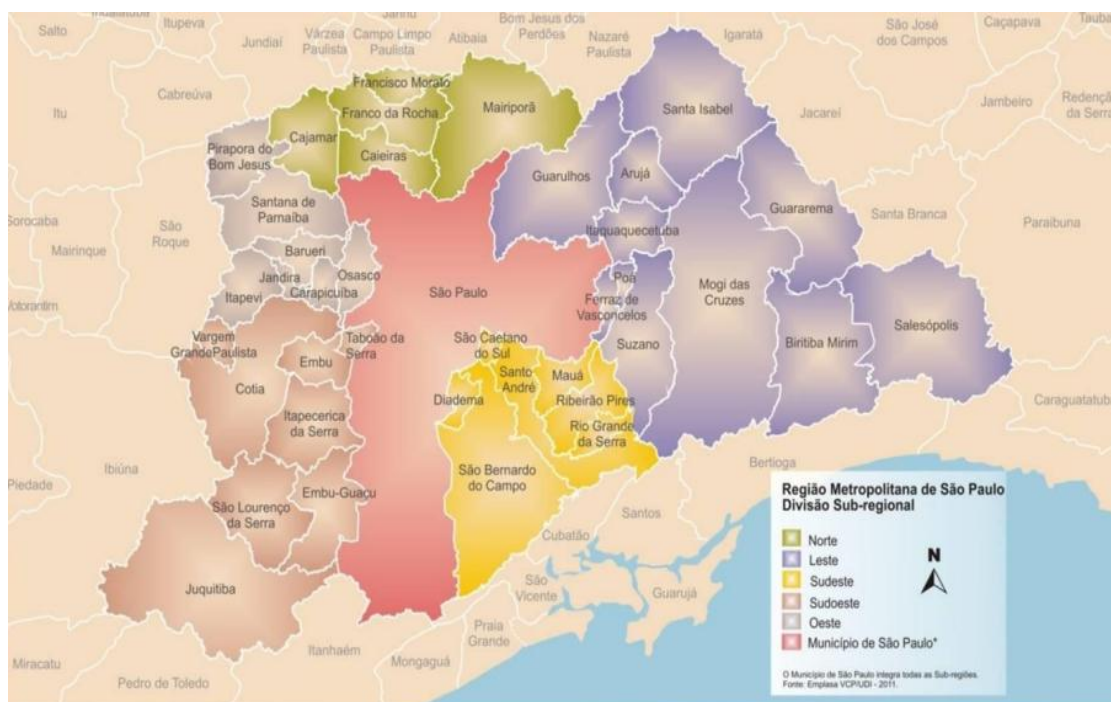 Salto
Itupeva
Jundiaí
Várzea
Paulista
Campo Limpo
Paulista
Atibaia
Bom Jesus dos
Perdões
Nazaré
Paulista
Igaratá
São José
dos Campos
Caçapava
Itu
Cabreúva
Jacareí
Jambeiro
Redenção
da Serra
Francisco Morato
Franco da Rocha
Mairiporã
Santa Isabel
Cajamar
Caieiras
Pirapora do
Bom Jesus
Guarulhos
Arujá
Guararema
Santa Branca
Paraibuna
Santana de
Parnaíba
Itaquaquecetuba
Sorocaba
Mairinque
São
Roque
Barueri
Jandira
Osasco
Itapevi
Carapicuíba
São Paulo
Poá
Ferraz de
Vasconcelos
Mogi das
Cruzes
Votorantim
Salesópolis
Vargem
GrandePaulista
Embu
Taboão da
Serra
São Caetano
do Sul
Suzano
Biritiba Mirim
Cotia
Santo
André
Mauá
Diadema
Ribeirão Pires
Itapecerica
da Serra
Rio Grande
da Serra
Caraguatatuba
Ibiúna
Piedade
São Bernardo
do Campo
Bertioga
São Lourenço
da Serra
Embu-Guaçu
Santos
Cubatão
Juquitiba
São
Vicente
Guarujá
Praia
Grande
Itanhaém
Mongaguá
Miracatu
Pedro de Toledo
Região Metropolitana de São Paulo
Divisão Sub-regional
Norte
Leste
Sudeste
Sudoeste
Oeste
Município de São Paulo*
N
O Município de São Paulo integra todas as Sub-regiões.
Fonte: Emplasa VCP/UDI - 2011.